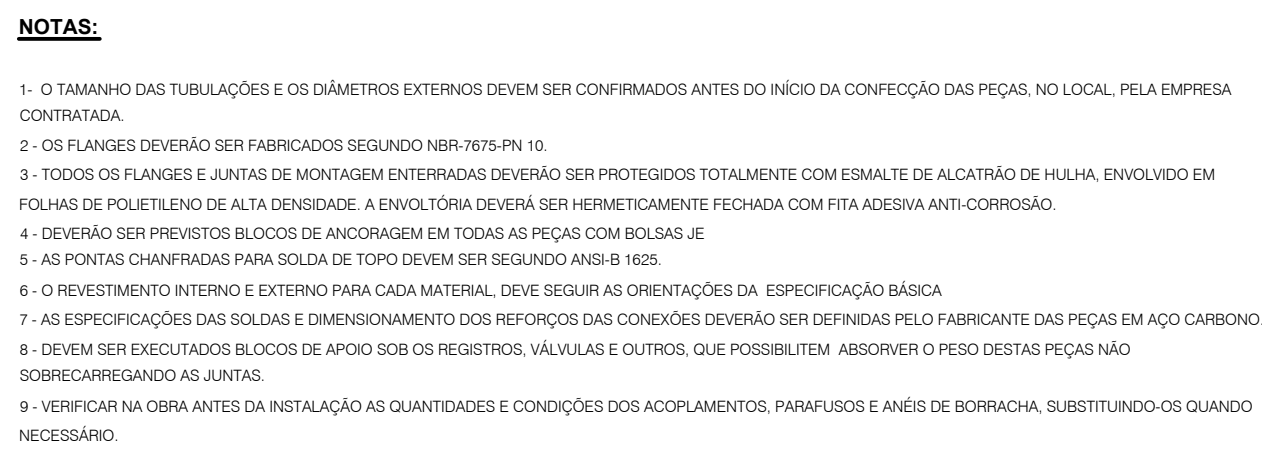 NOTAS:
1- O TAMANHO DAS TUBULAÇÕES E OS DIÂMETROS EXTERNOS DEVEM SER CONFIRMADOS ANTES DO INÍCIO DA CONFECÇÃO DAS PEÇAS, NO LOCAL, PELA EMPRESA
CONTRATADA.
2 - OS FLANGES DEVERÃO SER FABRICADOS SEGUNDO NBR-7675-PN 10.
3 - TODOS OS FLANGES E JUNTAS DE MONTAGEM ENTERRADAS DEVERÃO SER PROTEGIDOS TOTALMENTE COM ESMALTE DE ALCATRÃO DE HULHA, ENVOLVIDO EM
FOLHAS DE POLIETILENO DE ALTA DENSIDADE. A ENVOLTÓRIA DEVERÁ SER HERMETICAMENTE FECHADA COM FITA ADESIVA ANTI-CORROSÃO.
4 - DEVERÃO SER PREVISTOS BLOCOS DE ANCORAGEM EM TODAS AS PEÇAS COM BOLSAS JE
5 - AS PONTAS CHANFRADAS PARA SOLDA DE TOPO DEVEM SER SEGUNDO ANSI-B 1625.
6 - O REVESTIMENTO INTERNO E EXTERNO PARA CADA MATERIAL, DEVE SEGUIR AS ORIENTAÇÕES DA ESPECIFICAÇÃO BÁSICA
7 - AS ESPECIFICAÇÕES DAS SOLDAS E DIMENSIONAMENTO DOS REFORÇOS DAS CONEXÕES DEVERÃO SER DEFINIDAS PELO FABRICANTE DAS PEÇAS EM AÇO CARBONO.
8 - DEVEM SER EXECUTADOS BLOCOS DE APOIO SOB OS REGISTROS, VÁLVULAS E OUTROS, QUE POSSIBILITEM ABSORVER O PESO DESTAS PEÇAS NÃO
SOBRECARREGANDO AS JUNTAS.
9 - VERIFICAR NA OBRA ANTES DA INSTALAÇÃO AS QUANTIDADES E CONDIÇÕES DOS ACOPLAMENTOS, PARAFUSOS E ANÉIS DE BORRACHA, SUBSTITUINDO-OS QUANDO
NECESSÁRIO.